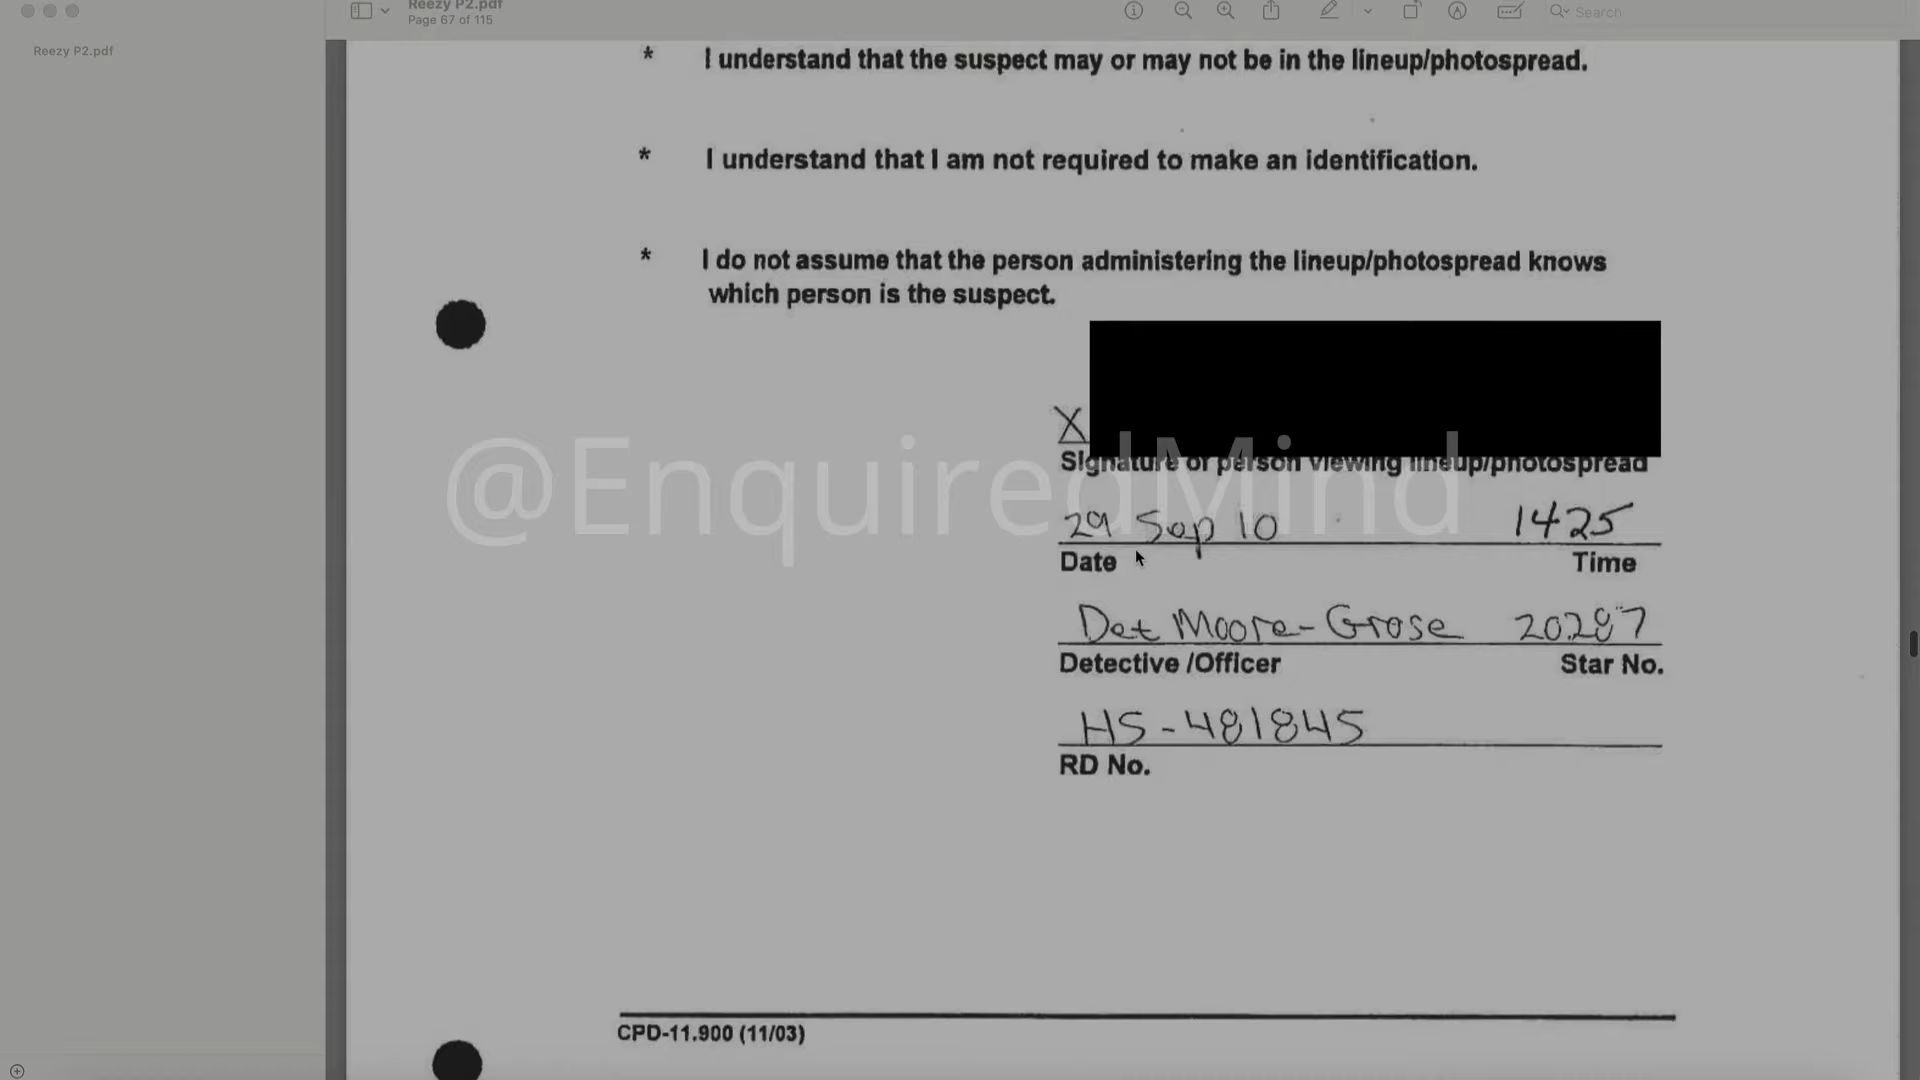 Reezy P2.pdf
Page 67 of 115
Search
Reezy P2.pdf
* I understand that the suspect may or may not be in the lineup/photospread.
* I understand that I am not required to make an identification.
* I do not assume that the person administering the lineup/photospread knows
which person is the suspect.
X
Signature of person viewing lineup/photospread
@EnquiredMind
29 Sep 10 1425
Date Time
Det Moore-Grose 20287
Detective /Officer Star No.
HS-481845
RD No.
CPD-11.900 (11/03)